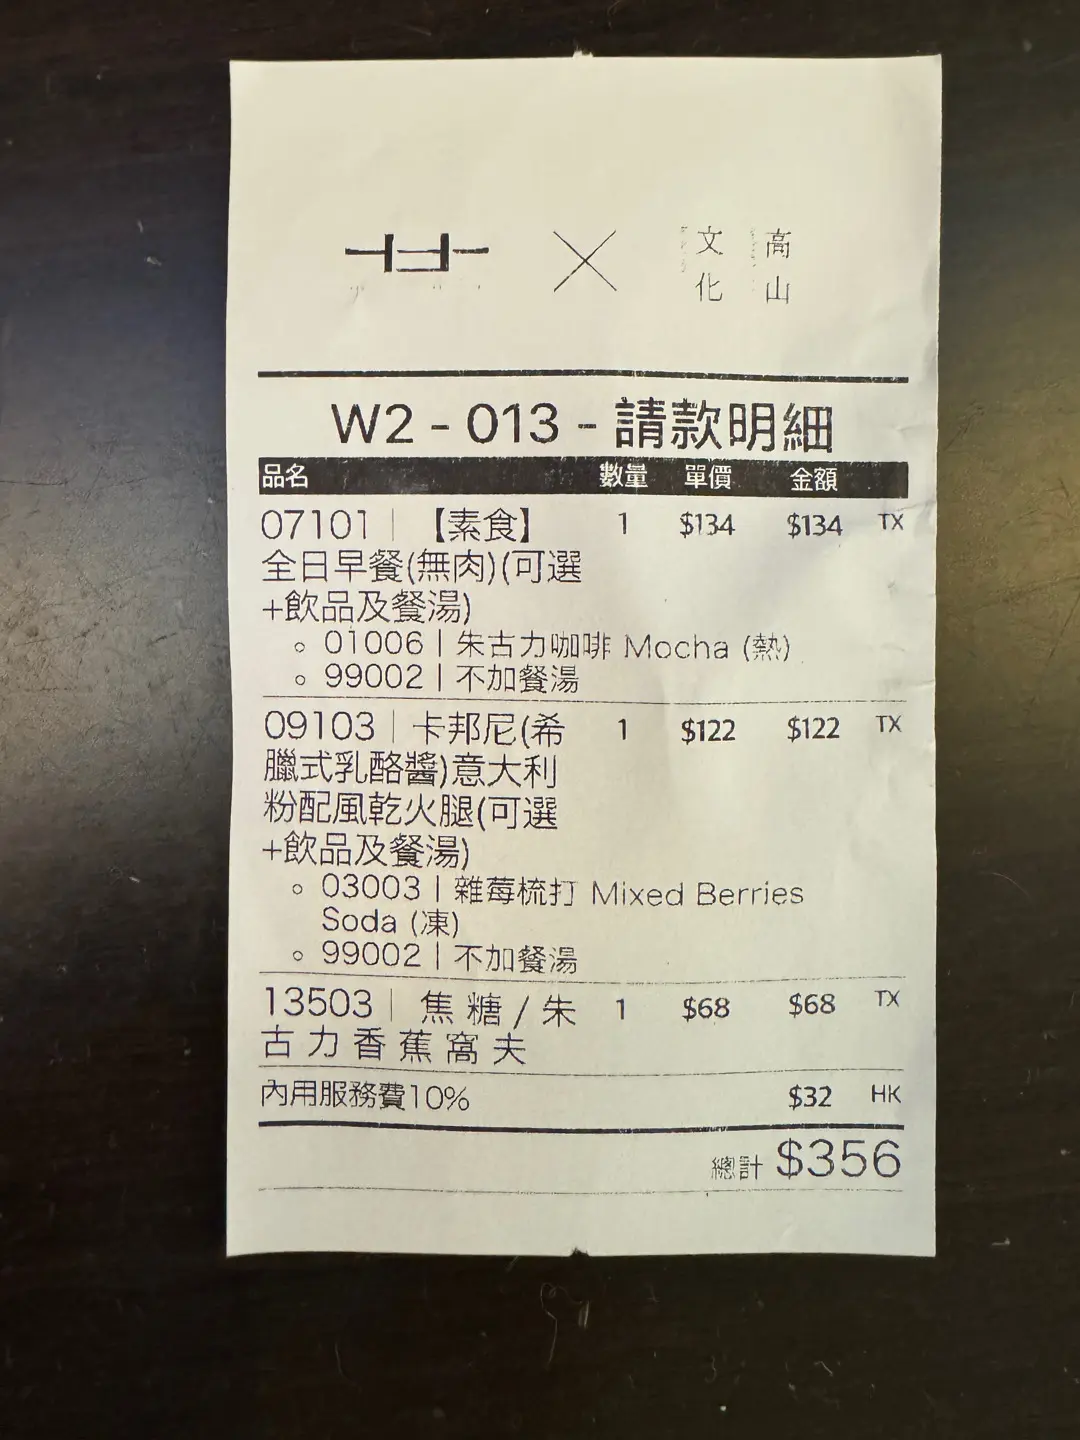 廿 × 文化 高山
W2 - 013 - 請款明細
品名 數量 單價 金額
07101 | 【素食】 1 $134 $134 TX
全日早餐(無肉)(可選
+飲品及餐湯)
◦ 01006 | 朱古力咖啡 Mocha (熱)
◦ 99002 | 不加餐湯
09103 | 卡邦尼(希 1 $122 $122 TX
臘式乳酪醬)意大利
粉配風乾火腿(可選
+飲品及餐湯)
◦ 03003 | 雜莓梳打 Mixed Berries
Soda (凍)
◦ 99002 | 不加餐湯
13503 | 焦糖/朱 1 $68 $68 TX
古力香蕉窩夫
內用服務費10% $32 HK
總計 $356